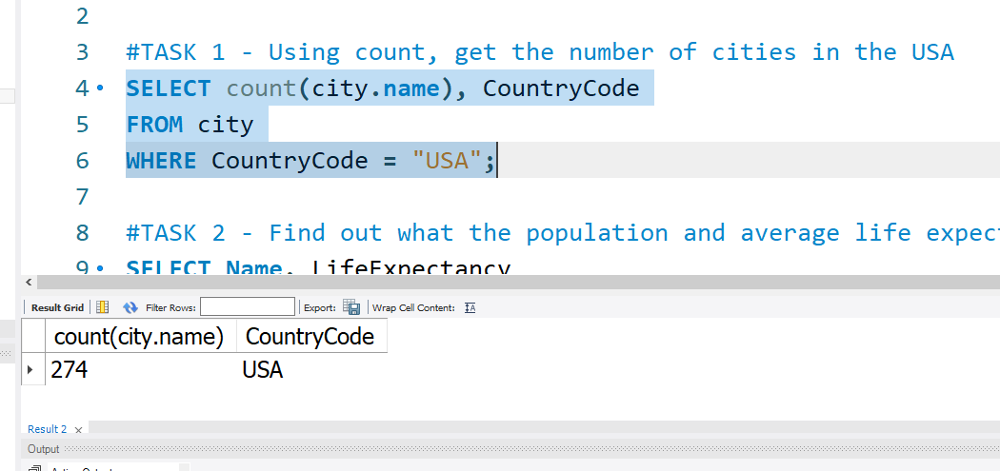 2
3 #TASK 1 - Using count, get the number of cities in the USA
4 SELECT count(city.name), CountryCode
5 FROM city
6 WHERE CountryCode = "USA";
7
8 #TASK 2 - Find out what the population and average life expec
9 SELECT Name, LifeExpectancy
Result Grid Filter Rows: Export: Wrap Cell Content:
count(city.name) CountryCode
274 USA
Result 2
Output